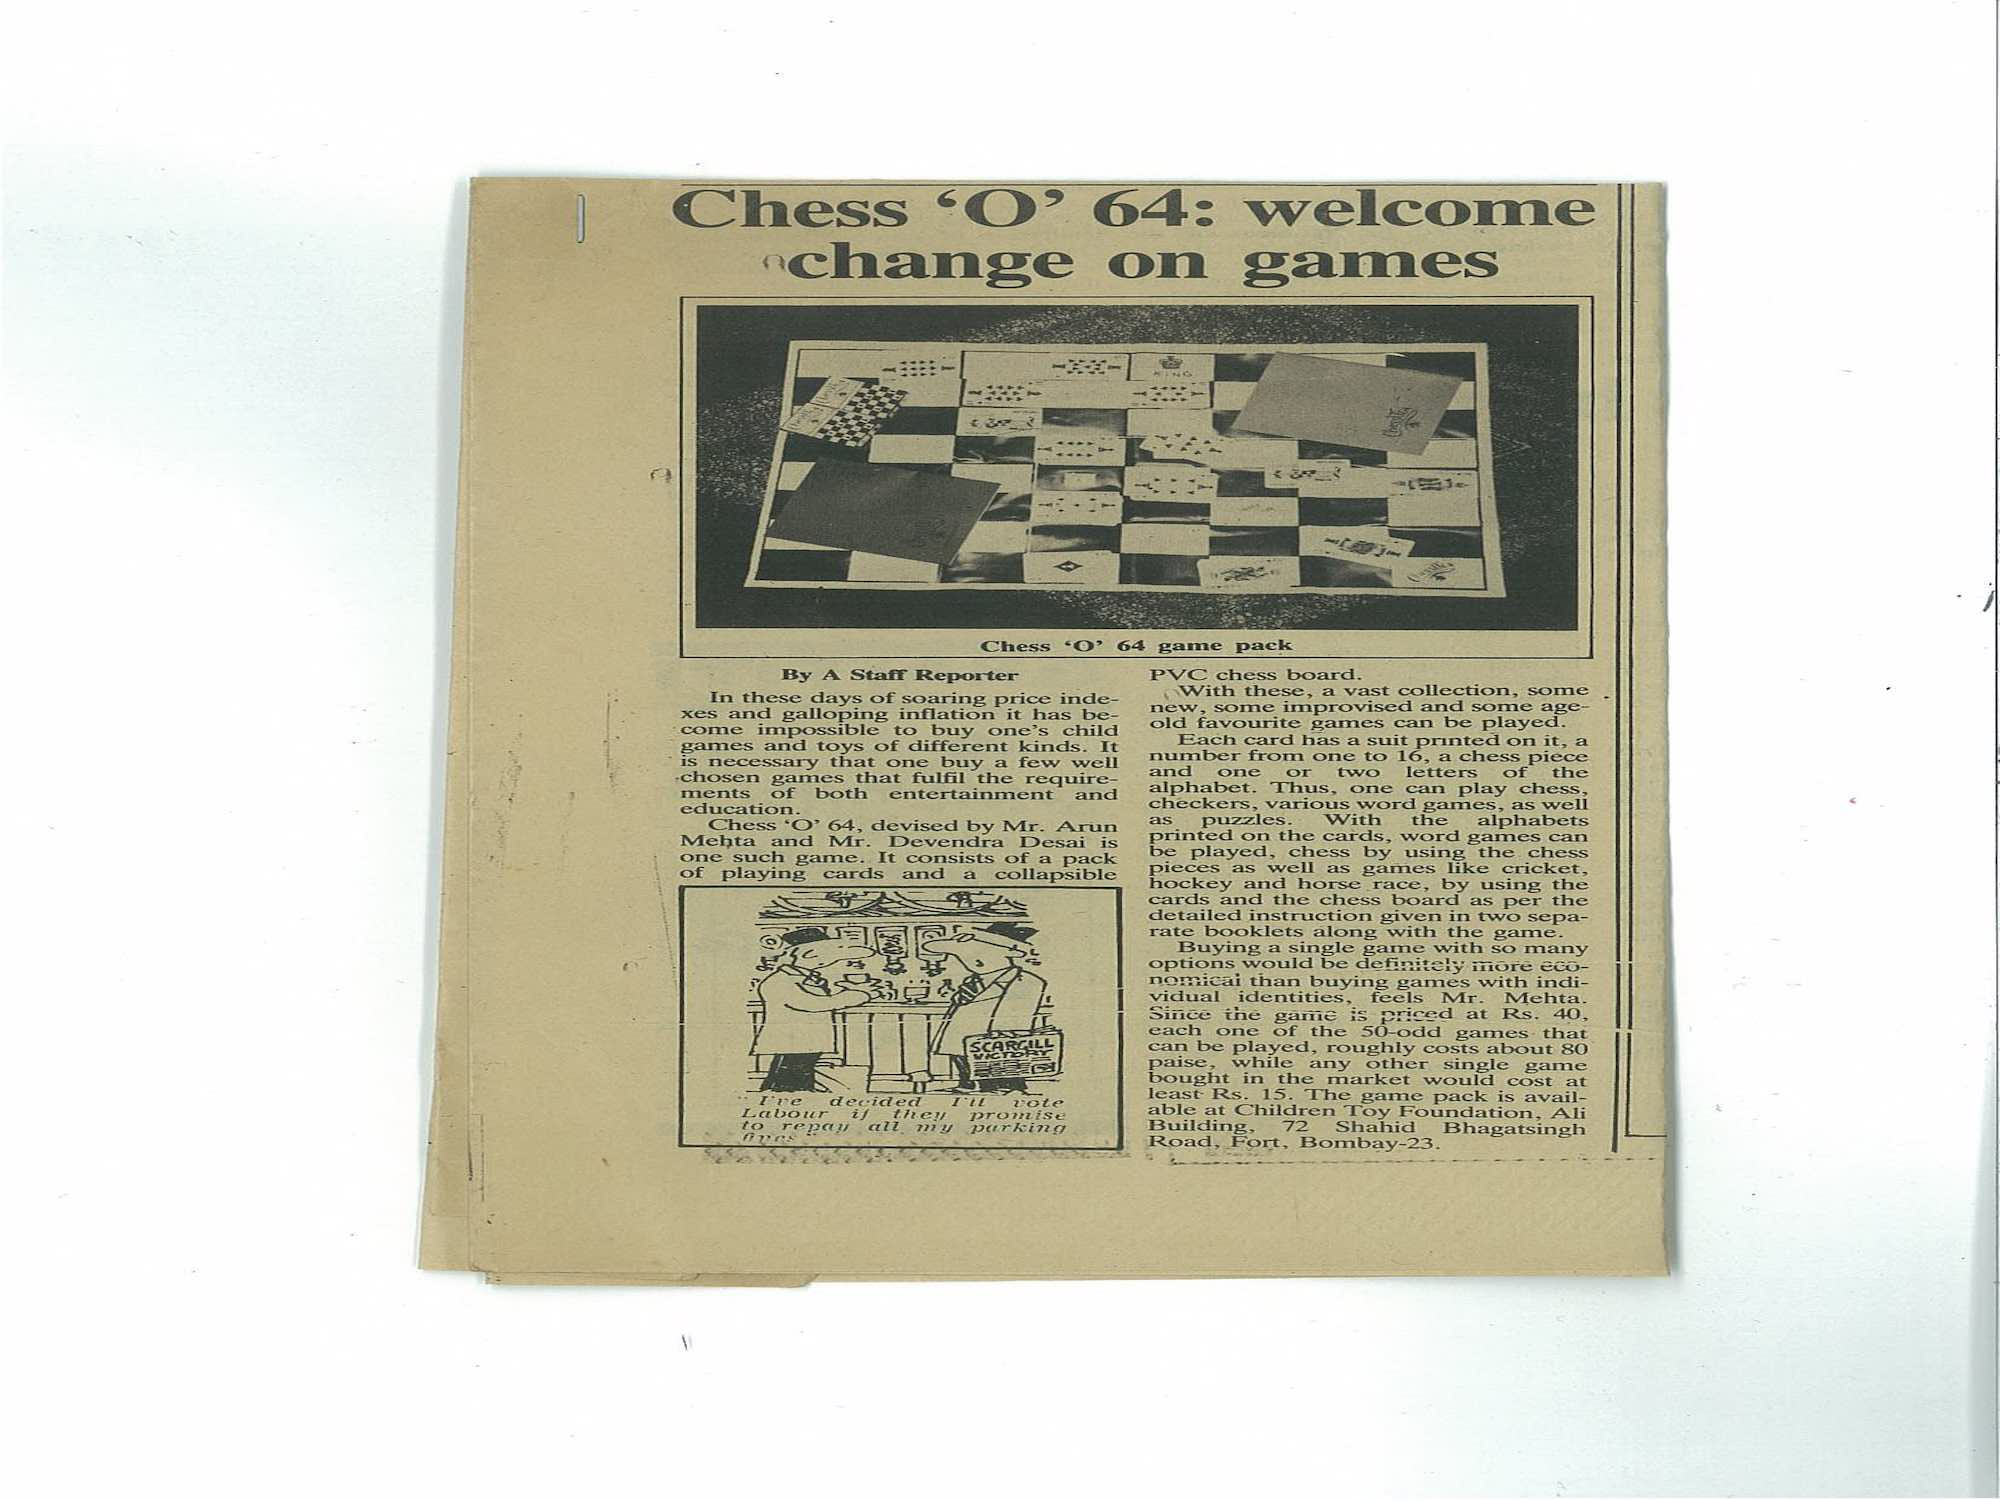 Chess ‘O’ 64: welcome
change on games
KING
Chess ‘O’ 64 game pack
By A Staff Reporter
In these days of soaring price inde-
xes and galloping inflation it has be-
come impossible to buy one’s child
games and toys of different kinds. It
is necessary that one buy a few well
chosen games that fulfil the require-
ments of both entertainment and
education.
Chess ‘O’ 64, devised by Mr. Arun
Mehta and Mr. Devendra Desai is
one such game. It consists of a pack
of playing cards and a collapsible
PVC chess board.
With these, a vast collection, some
new, some improvised and some age-
old favourite games can be played.
Each card has a suit printed on it, a
number from one to 16, a chess piece
and one or two letters of the
alphabet. Thus, one can play chess,
checkers, various word games, as well
as puzzles. With the alphabets
printed on the cards, word games can
be played, chess by using the chess
pieces as well as games like cricket,
hockey and horse race, by using the
cards and the chess board as per the
detailed instruction given in two sepa-
rate booklets along with the game.
Buying a single game with so many
options would be definitely more eco-
nomical than buying games with indi-
vidual identities, feels Mr. Mehta.
Since the game is priced at Rs. 40,
each one of the 50-odd games that
can be played, roughly costs about 80
paise, while any other single game
bought in the market would cost at
least Rs. 15. The game pack is avail-
able at Children Toy Foundation, Ali
Building, 72 Shahid Bhagatsingh
Road, Fort, Bombay-23.
SCARGILL
VICTORY
“I’ve decided I’ll vote
Labour if they promise
to repay all my parking
fines”